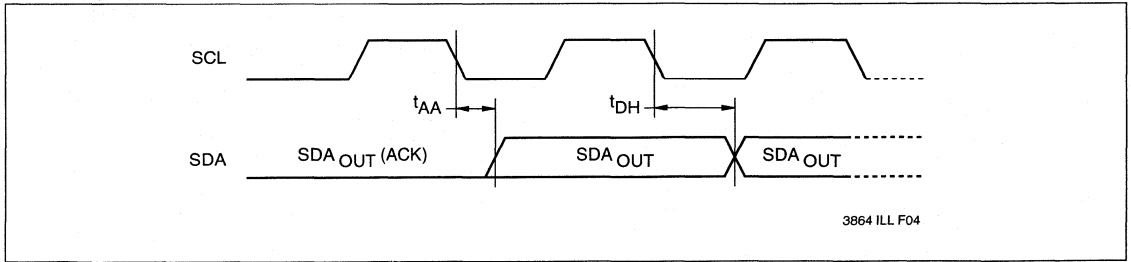 SCL
tAA
tDH
SDA
SDA OUT (ACK)
SDA OUT
SDA OUT
3864 ILL F04